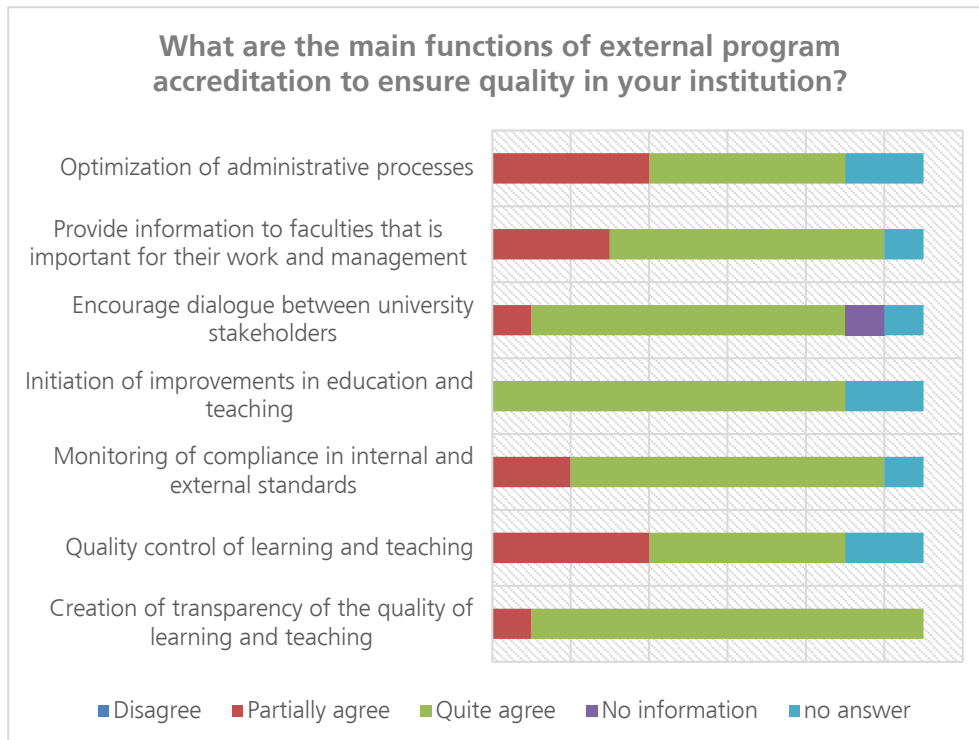 What are the main functions of external program
accreditation to ensure quality in your institution?
Optimization of administrative processes
Provide information to faculties that is
important for their work and management
Encourage dialogue between university
stakeholders
Initiation of improvements in education and
teaching
Monitoring of compliance in internal and
external standards
Quality control of learning and teaching
Creation of transparency of the quality of
learning and teaching
Disagree Partially agree Quite agree No information no answer